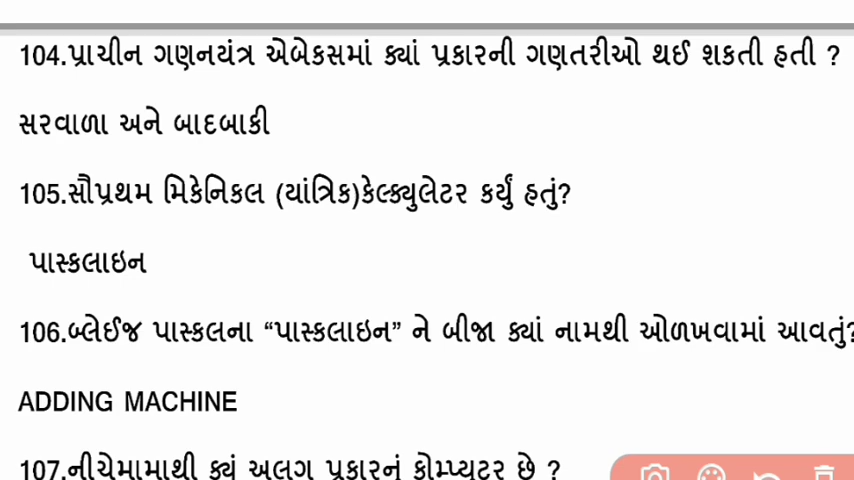 104.પ્રાચીન ગણનયંત્ર એબેકસમાં ક્યાં પ્રકારની ગણતરીઓ થઈ શકતી હતી ?
સરવાળા અને બાદબાકી
105.સૌપ્રથમ મિકેનિકલ (યાંત્રિક)કેલ્ક્યુલેટર કર્યું હતું?
પાસ્કલાઇન
106.બ્લેઈજ પાસ્કલના “પાસ્કલાઇન” ને બીજા ક્યાં નામથી ઓળખવામાં આવતું?
ADDING MACHINE
107.નીચેમામાથી ક્યું અલગ પ્રકારનું કોમ્પ્યુટર છે ?